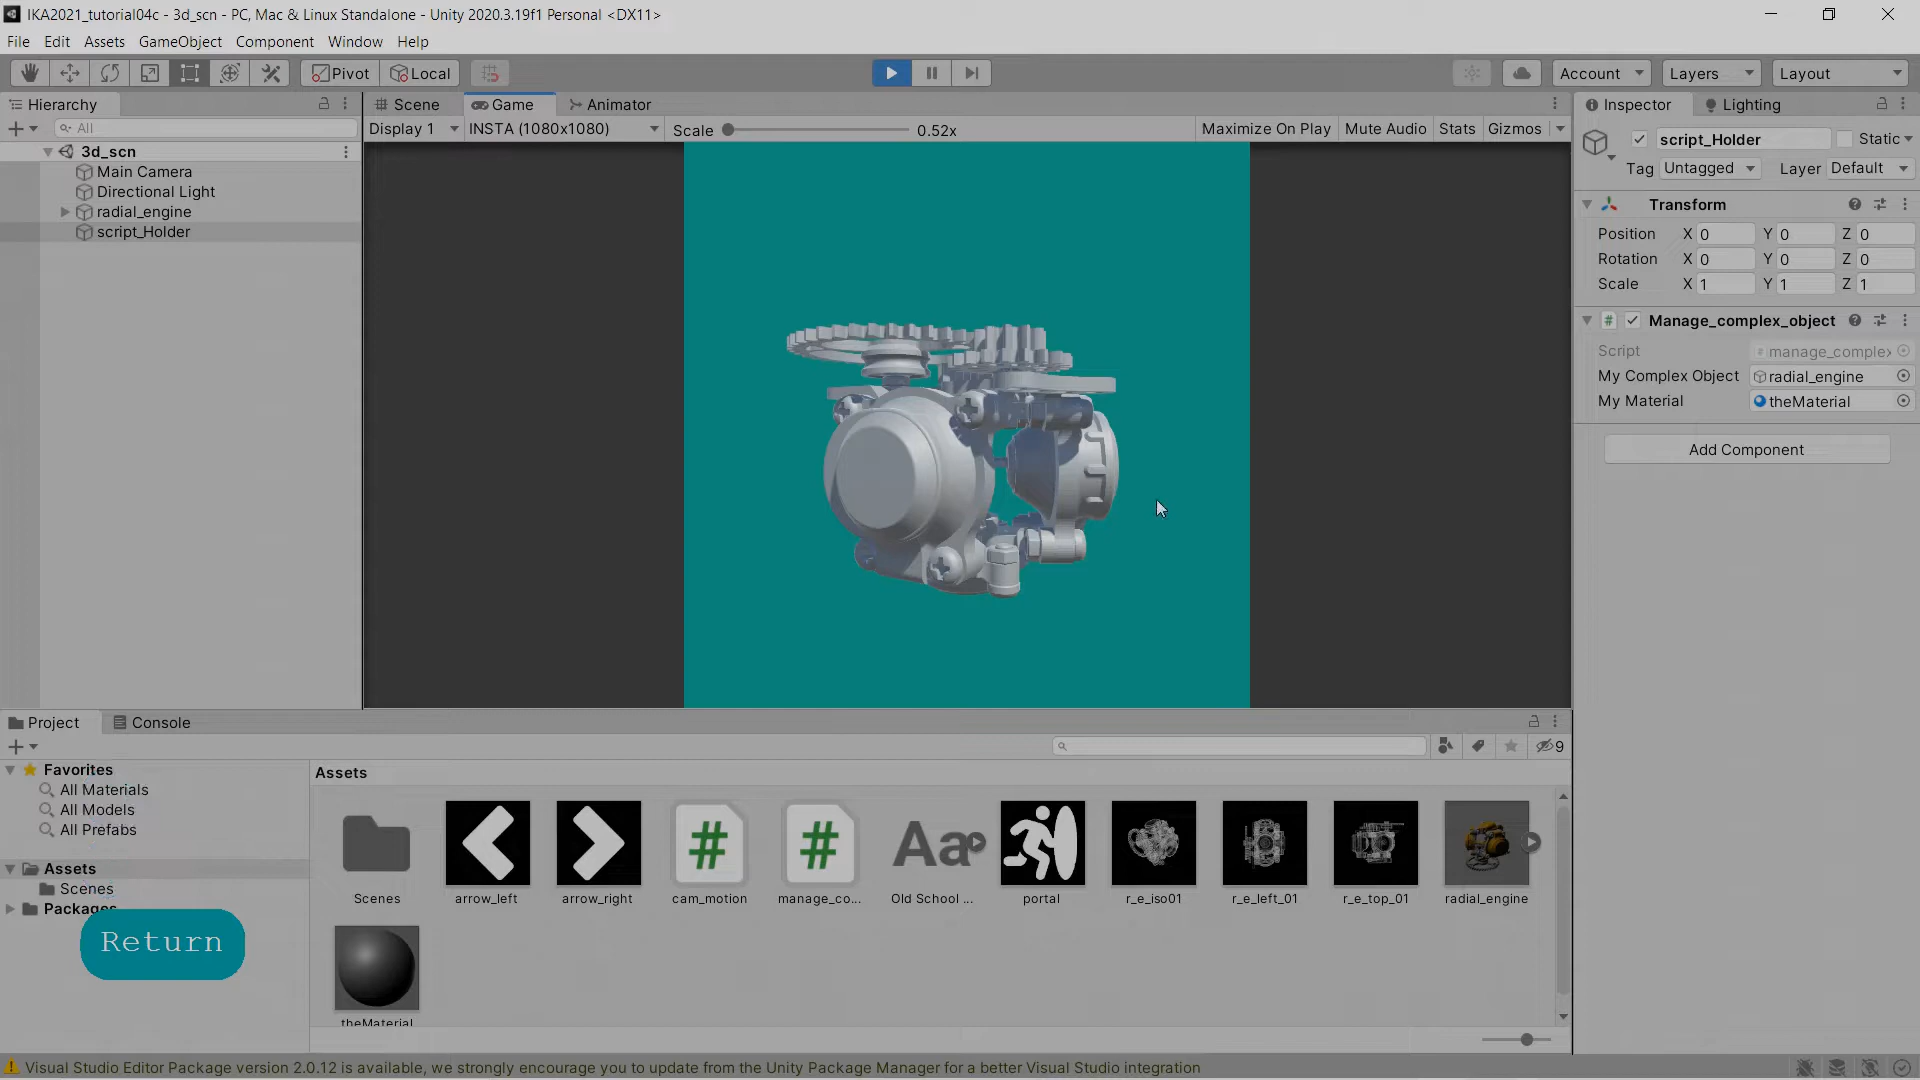 IKA2021_tutorial04c - 3d_scn - PC, Mac & Linux Standalone - Unity 2020.3.19f1 Personal <DX11>
File Edit Assets GameObject Component Window Help
Pivot Local Account Layers Layout
Hierarchy
All
3d_scn
Main Camera
Directional Light
radial_engine
script_Holder
Scene Game Animator
Display 1 INSTA (1080x1080) Scale 0.52x Maximize On Play Mute Audio Stats Gizmos
Inspector Lighting
script_Holder Static
Tag Untagged Layer Default
Transform
Position X 0 Y 0 Z 0
Rotation X 0 Y 0 Z 0
Scale X 1 Y 1 Z 1
# Manage_complex_object
Script # manage_complex
My Complex Object radial_engine
My Material theMaterial
Add Component
Project Console
9
Favorites
All Materials
All Models
All Prefabs
Assets
Scenes
Packages
Return
Assets
# # Aa
Scenes arrow_left arrow_right cam_motion manage_co... Old School ... portal r_e_iso01 r_e_left_01 r_e_top_01 radial_engine
theMaterial
Visual Studio Editor Package version 2.0.12 is available, we strongly encourage you to update from the Unity Package Manager for a better Visual Studio integration